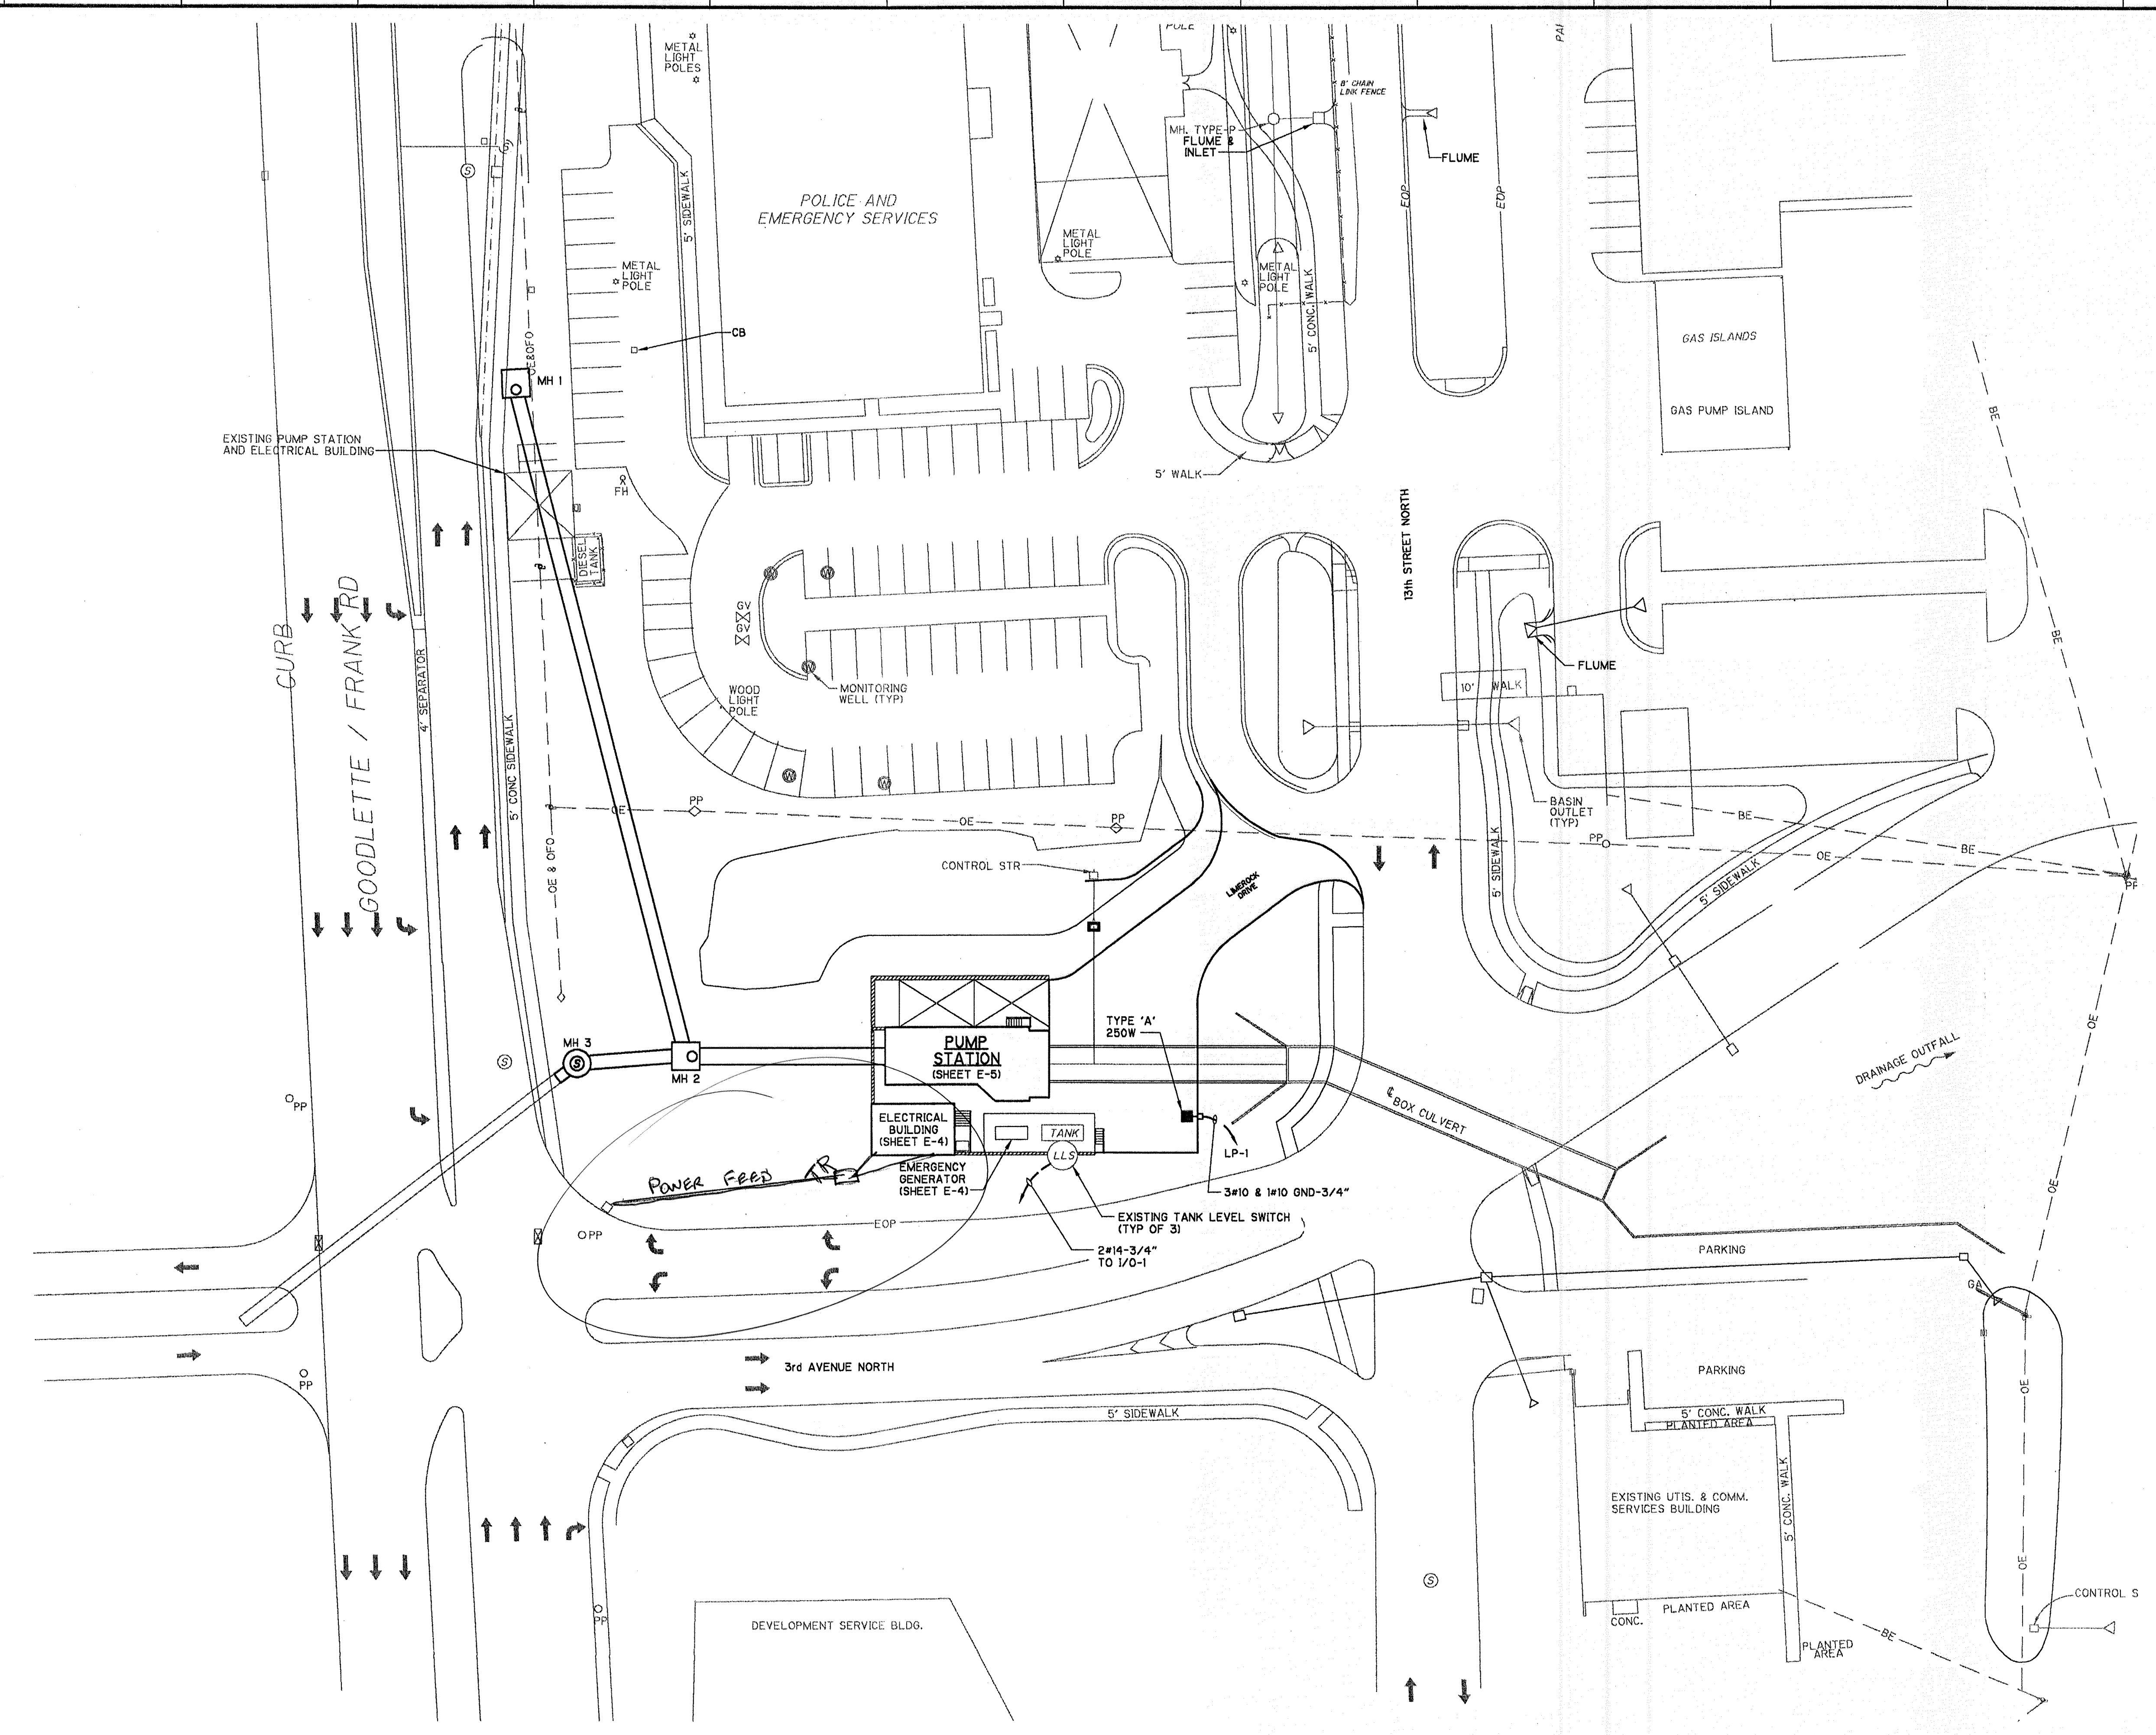 METAL
LIGHT
POLES
POLE
8' CHAIN
LINK FENCE
MH. TYPE-P
FLUME &
INLET
FLUME
EOP
EOP
5' SIDEWALK
POLICE AND
EMERGENCY SERVICES
METAL
LIGHT
POLE
METAL
LIGHT
POLE
METAL
LIGHT
POLE
5' CONC. WALK
CB
OE&OFO
MH 1
GAS ISLANDS
GAS PUMP ISLAND
BE
EXISTING PUMP STATION
AND ELECTRICAL BUILDING
FH
5' WALK
13th STREET NORTH
DIESEL
TANK
W
W
GV
GV
W
MONITORING
WELL (TYP)
WOOD
LIGHT
POLE
W
W
CURB
GOODLETTE / FRANK RD
4' SEPARATOR
5' CONC SIDEWALK
FLUME
10' WALK
BE
BASIN
OUTLET
(TYP)
OE
PP
OE
PP
PP
BE
OE
BE
PP
OE & OFO
CONTROL STR
LIMEROCK
DRIVE
5' SIDEWALK
5' SIDEWALK
OE
DRAINAGE OUTFALL
TYPE 'A'
250W
PUMP
STATION
(SHEET E-5)
MH 3
S
S
S
MH 2
PP
ELECTRICAL
BUILDING
(SHEET E-4)
TANK
LLS
LP-1
℄ BOX CULVERT
POWER FEED
TR
EMERGENCY
GENERATOR
(SHEET E-4)
3#10 & 1#10 GND-3/4"
EXISTING TANK LEVEL SWITCH
(TYP OF 3)
2#14-3/4"
TO I/O-1
EOP
PP
OE
PARKING
GA
3rd AVENUE NORTH
PARKING
PP
5' SIDEWALK
5' CONC. WALK
PLANTED AREA
OE
EXISTING UTIS. & COMM.
SERVICES BUILDING
5' CONC. WALK
OE
S
CONTROL S
PP
DEVELOPMENT SERVICE BLDG.
CONC.
PLANTED AREA
BE
PLANTED
AREA